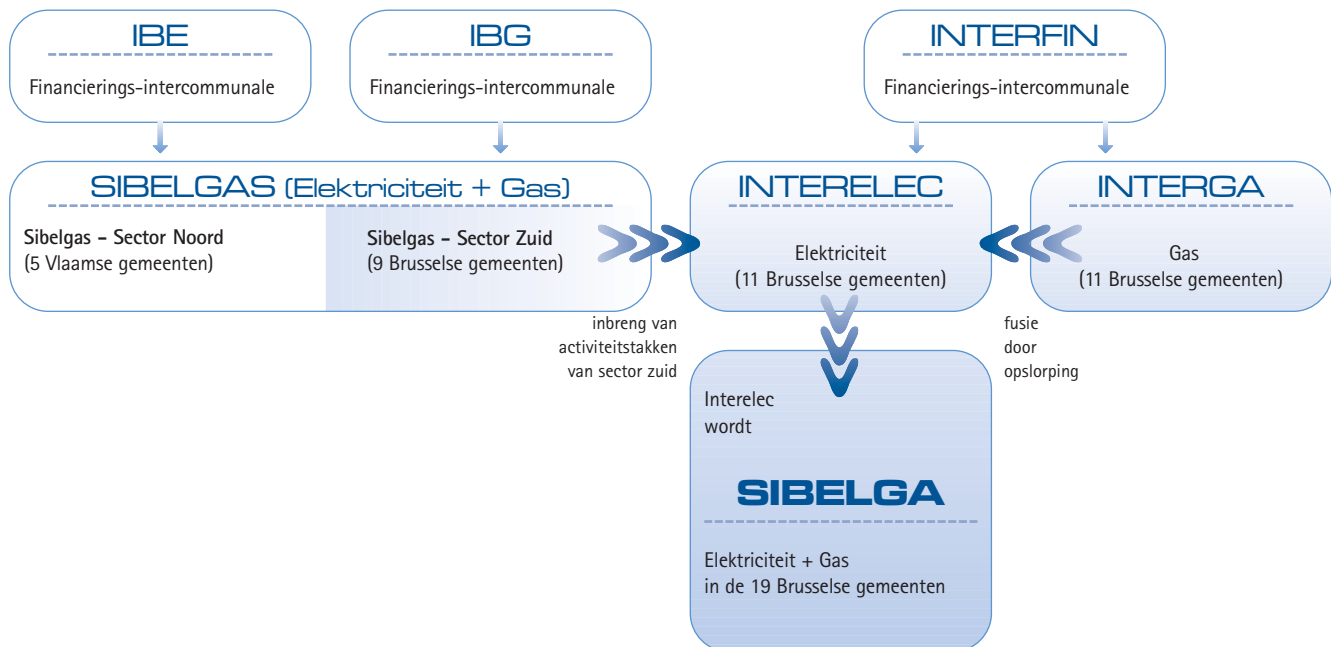 IBE
Financierings-intercommunale
IBG
Financierings-intercommunale
INTERFIN
Financierings-intercommunale
SIBELGAS (Elektriciteit + Gas)
Sibelgas - Sector Noord
(5 Vlaamse gemeenten)
Sibelgas - Sector Zuid
(9 Brusselse gemeenten)
INTERELEC
Elektriciteit
(11 Brusselse gemeenten)
INTERGA
Gas
(11 Brusselse gemeenten)
inbreng van
activiteitstakken
van sector zuid
fusie
door
opslorping
Interelec
wordt
SIBELGA
Elektriciteit + Gas
in de 19 Brusselse gemeenten